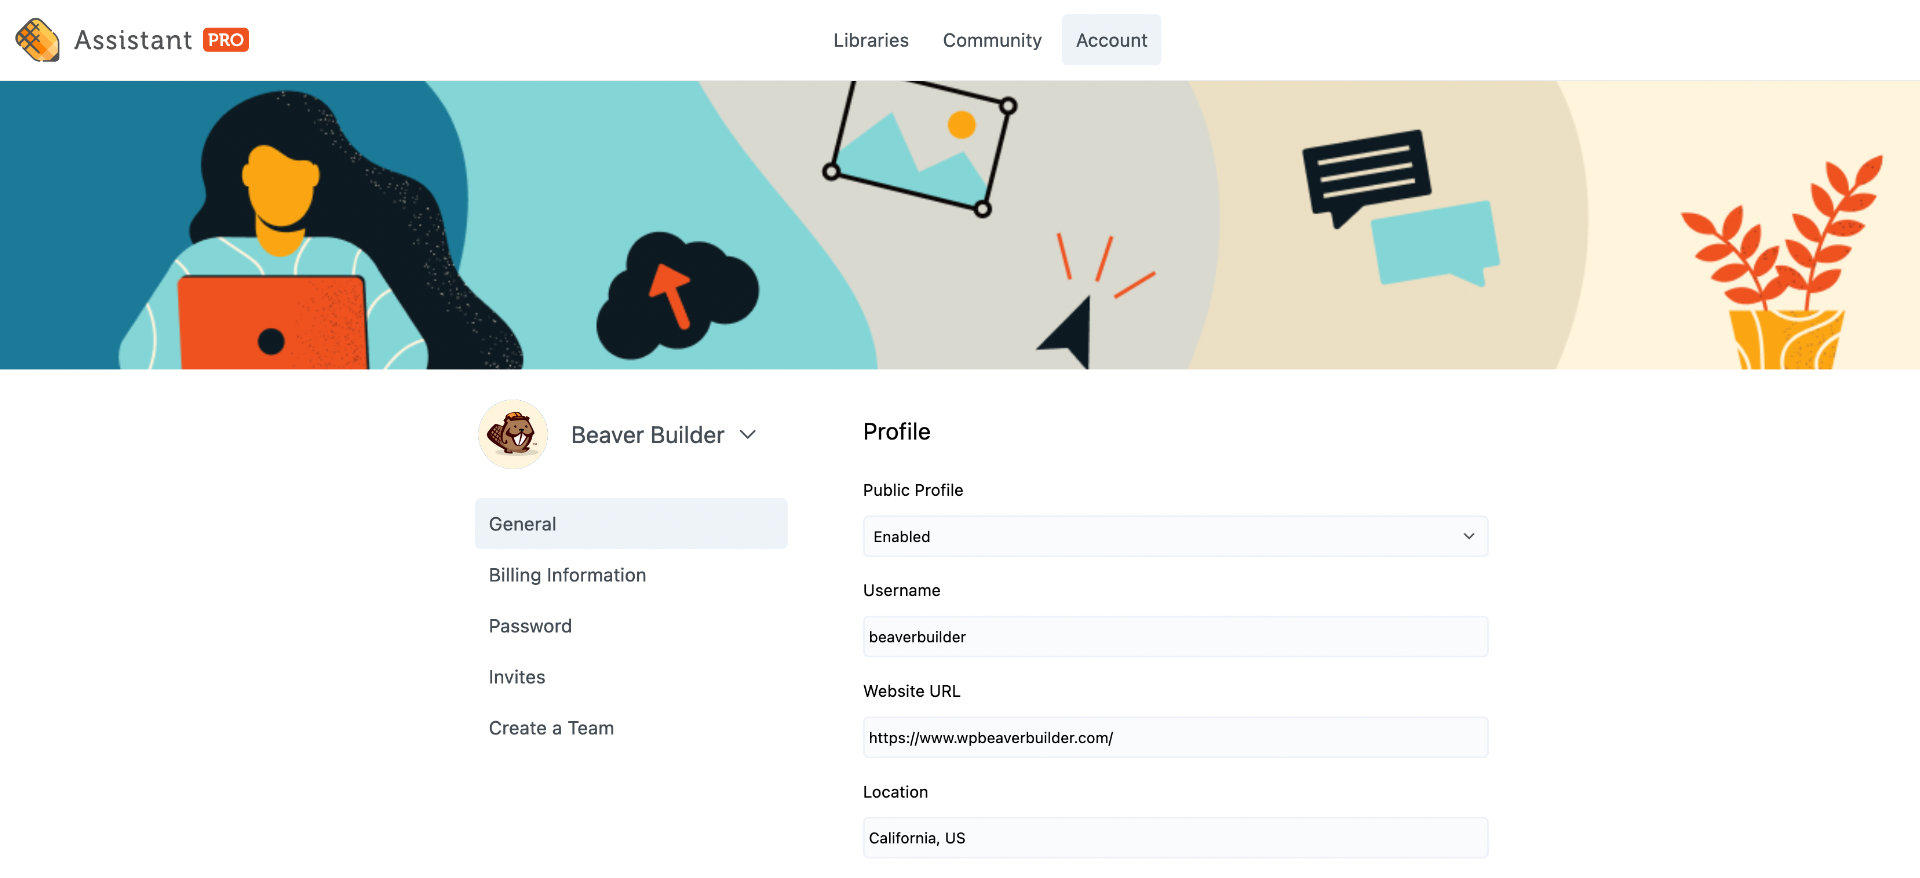 Assistant PRO
Libraries Community Account
Beaver Builder
General
Billing Information
Password
Invites
Create a Team
Profile
Public Profile
Enabled
Username
beaverbuilder
Website URL
https://www.wpbeaverbuilder.com/
Location
California, US